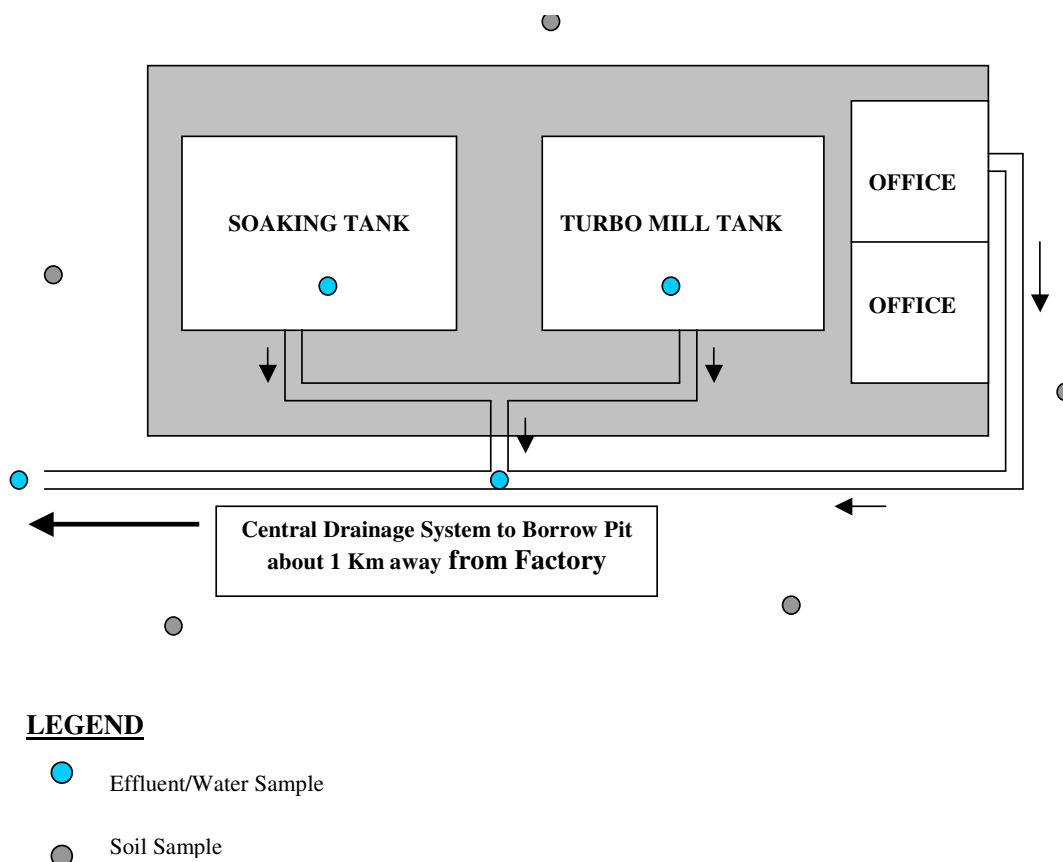 SOAKING TANK
TURBO MILL TANK
OFFICE
OFFICE
Central Drainage System to Borrow Pit
about 1 Km away from Factory
LEGEND
Effluent/Water Sample
Soil Sample